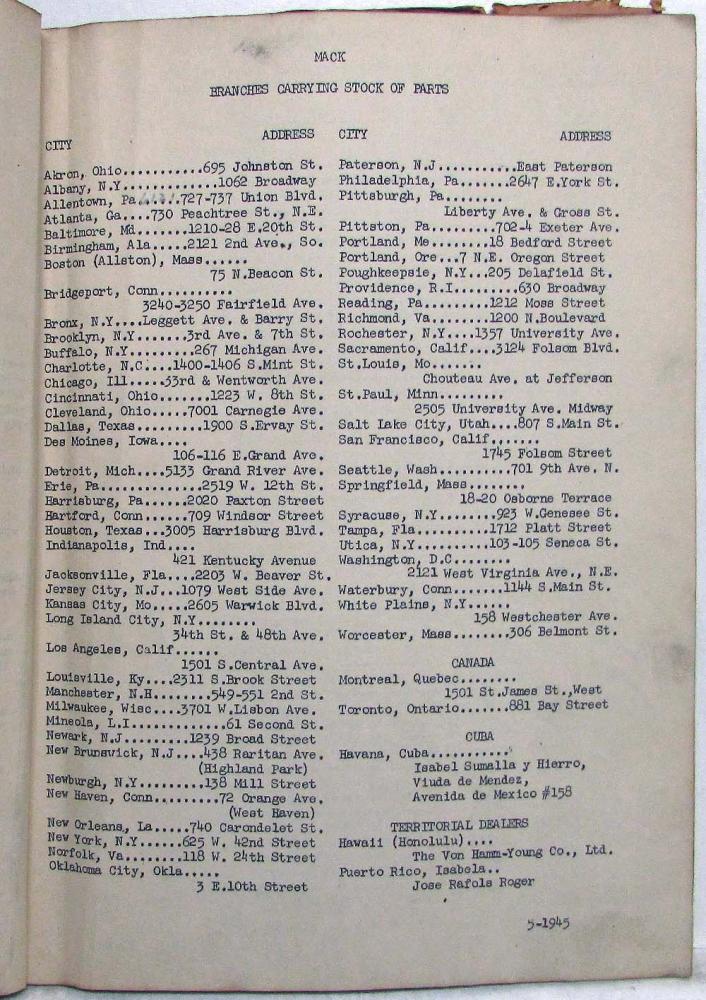 MACK
BRANCHES CARRYING STOCK OF PARTS
CITY ADDRESS
Akron, Ohio...........695 Johnston St.
Albany, N.Y.............1062 Broadway
Allentown, Pa......727-737 Union Blvd.
Atlanta, Ga....730 Peachtree St., N.E.
Baltimore, Md......1210-28 E.20th St.
Birmingham, Ala.....2121 2nd Ave., So.
Boston (Allston), Mass......
75 N.Beacon St.
Bridgeport, Conn..........
3240-3250 Fairfield Ave.
Bronx, N.Y....Leggett Ave. & Barry St.
Brooklyn, N.Y.......3rd Ave. & 7th St.
Buffalo, N.Y........267 Michigan Ave.
Charlotte, N.C....1400-1406 S.Mint St.
Chicago, Ill....33rd & Wentworth Ave.
Cincinnati, Ohio.......1223 W. 8th St.
Cleveland, Ohio....7001 Carnegie Ave.
Dallas, Texas.........1900 S.Ervay St.
Des Moines, Iowa....
106-116 E.Grand Ave.
Detroit, Mich....5133 Grand River Ave.
Erie, Pa.............2519 W. 12th St.
Harrisburg, Pa......2020 Paxton Street
Hartford, Conn......709 Windsor Street
Houston, Texas...3005 Harrisburg Blvd.
Indianapolis, Ind....
421 Kentucky Avenue
Jacksonville, Fla....2203 W. Beaver St.
Jersey City, N.J...1079 West Side Ave.
Kansas City, Mo.....2605 Warwick Blvd.
Long Island City, N.Y........
34th St. & 48th Ave.
Los Angeles, Calif......
1501 S.Central Ave.
Louisville, Ky....2311 S.Brook Street
Manchester, N.H........549-551 2nd St.
Milwaukee, Wisc....3701 W.Lisbon Ave.
Mineola, L.I.............61 Second St.
Newark, N.J.........1239 Broad Street
New Brunswick, N.J....438 Raritan Ave.
(Highland Park)
Newburgh, N.Y.........138 Mill Street
New Haven, Conn.........72 Orange Ave.
(West Haven)
New Orleans, La.....740 Carondelet St.
New York, N.Y......625 W. 42nd Street
Norfolk, Va........118 W. 24th Street
Oklahoma City, Okla.....
3 E.10th Street
CITY ADDRESS
Paterson, N.J..........East Paterson
Philadelphia, Pa......2647 E.York St.
Pittsburgh, Pa........
Liberty Ave. & Gross St.
Pittston, Pa........702-4 Exeter Ave.
Portland, Me.......18 Bedford Street
Portland, Ore...7 N.E. Oregon Street
Poughkeepsie, N.Y...205 Delafield St.
Providence, R.I........630 Broadway
Reading, Pa........1212 Moss Street
Richmond, Va.......1200 N.Boulevard
Rochester, N.Y....1357 University Ave.
Sacramento, Calif....3124 Folsom Blvd.
St.Louis, Mo.......
Chouteau Ave. at Jefferson
St.Paul, Minn.........
2505 University Ave. Midway
Salt Lake City, Utah....807 S.Main St.
San Francisco, Calif.......
1745 Folsom Street
Seattle, Wash..........701 9th Ave. N.
Springfield, Mass........
18-20 Osborne Terrace
Syracuse, N.Y........923 W.Genesee St.
Tampa, Fla..........1712 Platt Street
Utica, N.Y.........103-105 Seneca St.
Washington, D.C........
2121 West Virginia Ave., N.E.
Waterbury, Conn.......1144 S.Main St.
White Plains, N.Y......
158 Westchester Ave.
Worcester, Mass........306 Belmont St.
CANADA
Montreal, Quebec........
1501 St.James St.,West
Toronto, Ontario.......881 Bay Street
CUBA
Havana, Cuba...........
Isabel Sumalla y Hierro,
Viuda de Mendez,
Avenida de Mexico #158
TERRITORIAL DEALERS
Hawaii (Honolulu)....
The Von Hamm-Young Co., Ltd.
Puerto Rico, Isabela..
Jose Rafols Roger
5-1945